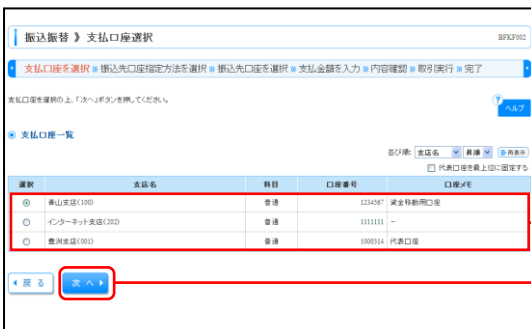 振込振替 》 支払口座選択
BFKF002
支払口座を選択 » 振込先口座指定方法を選択 » 振込先口座を選択 » 支払金額を入力 » 内容確認 » 取引実行 » 完了
支払口座を選択の上、「次へ」ボタンを押してください。
? ヘルプ
支払口座一覧
並び順: 支店名 昇順 再表示
代表口座を最上位に固定する
選択 支店名 科目 口座番号 口座メモ
青山支店(100) 普通 1234567 資金移動用口座
インターネット支店(202) 普通 1111111 －
豊洲支店(001) 普通 1000314 代表口座
戻 る 次 へ